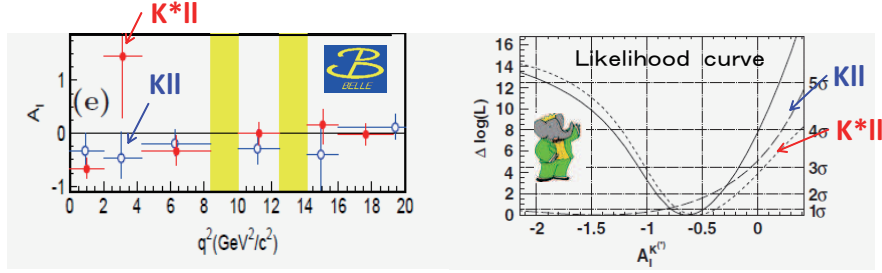 K*ll
(e)
Kll
BELLE
A_I
1
0
-1
0 2 4 6 8 10 12 14 16 18 20
q²(GeV²/c²)
Likelihood curve
Kll
K*ll
Δ log(L)
16
14
12
10
8
6
4
2
0
5σ
4σ
3σ
2σ
1σ
-2 -1.5 -1 -0.5 0
A_I^K(*)